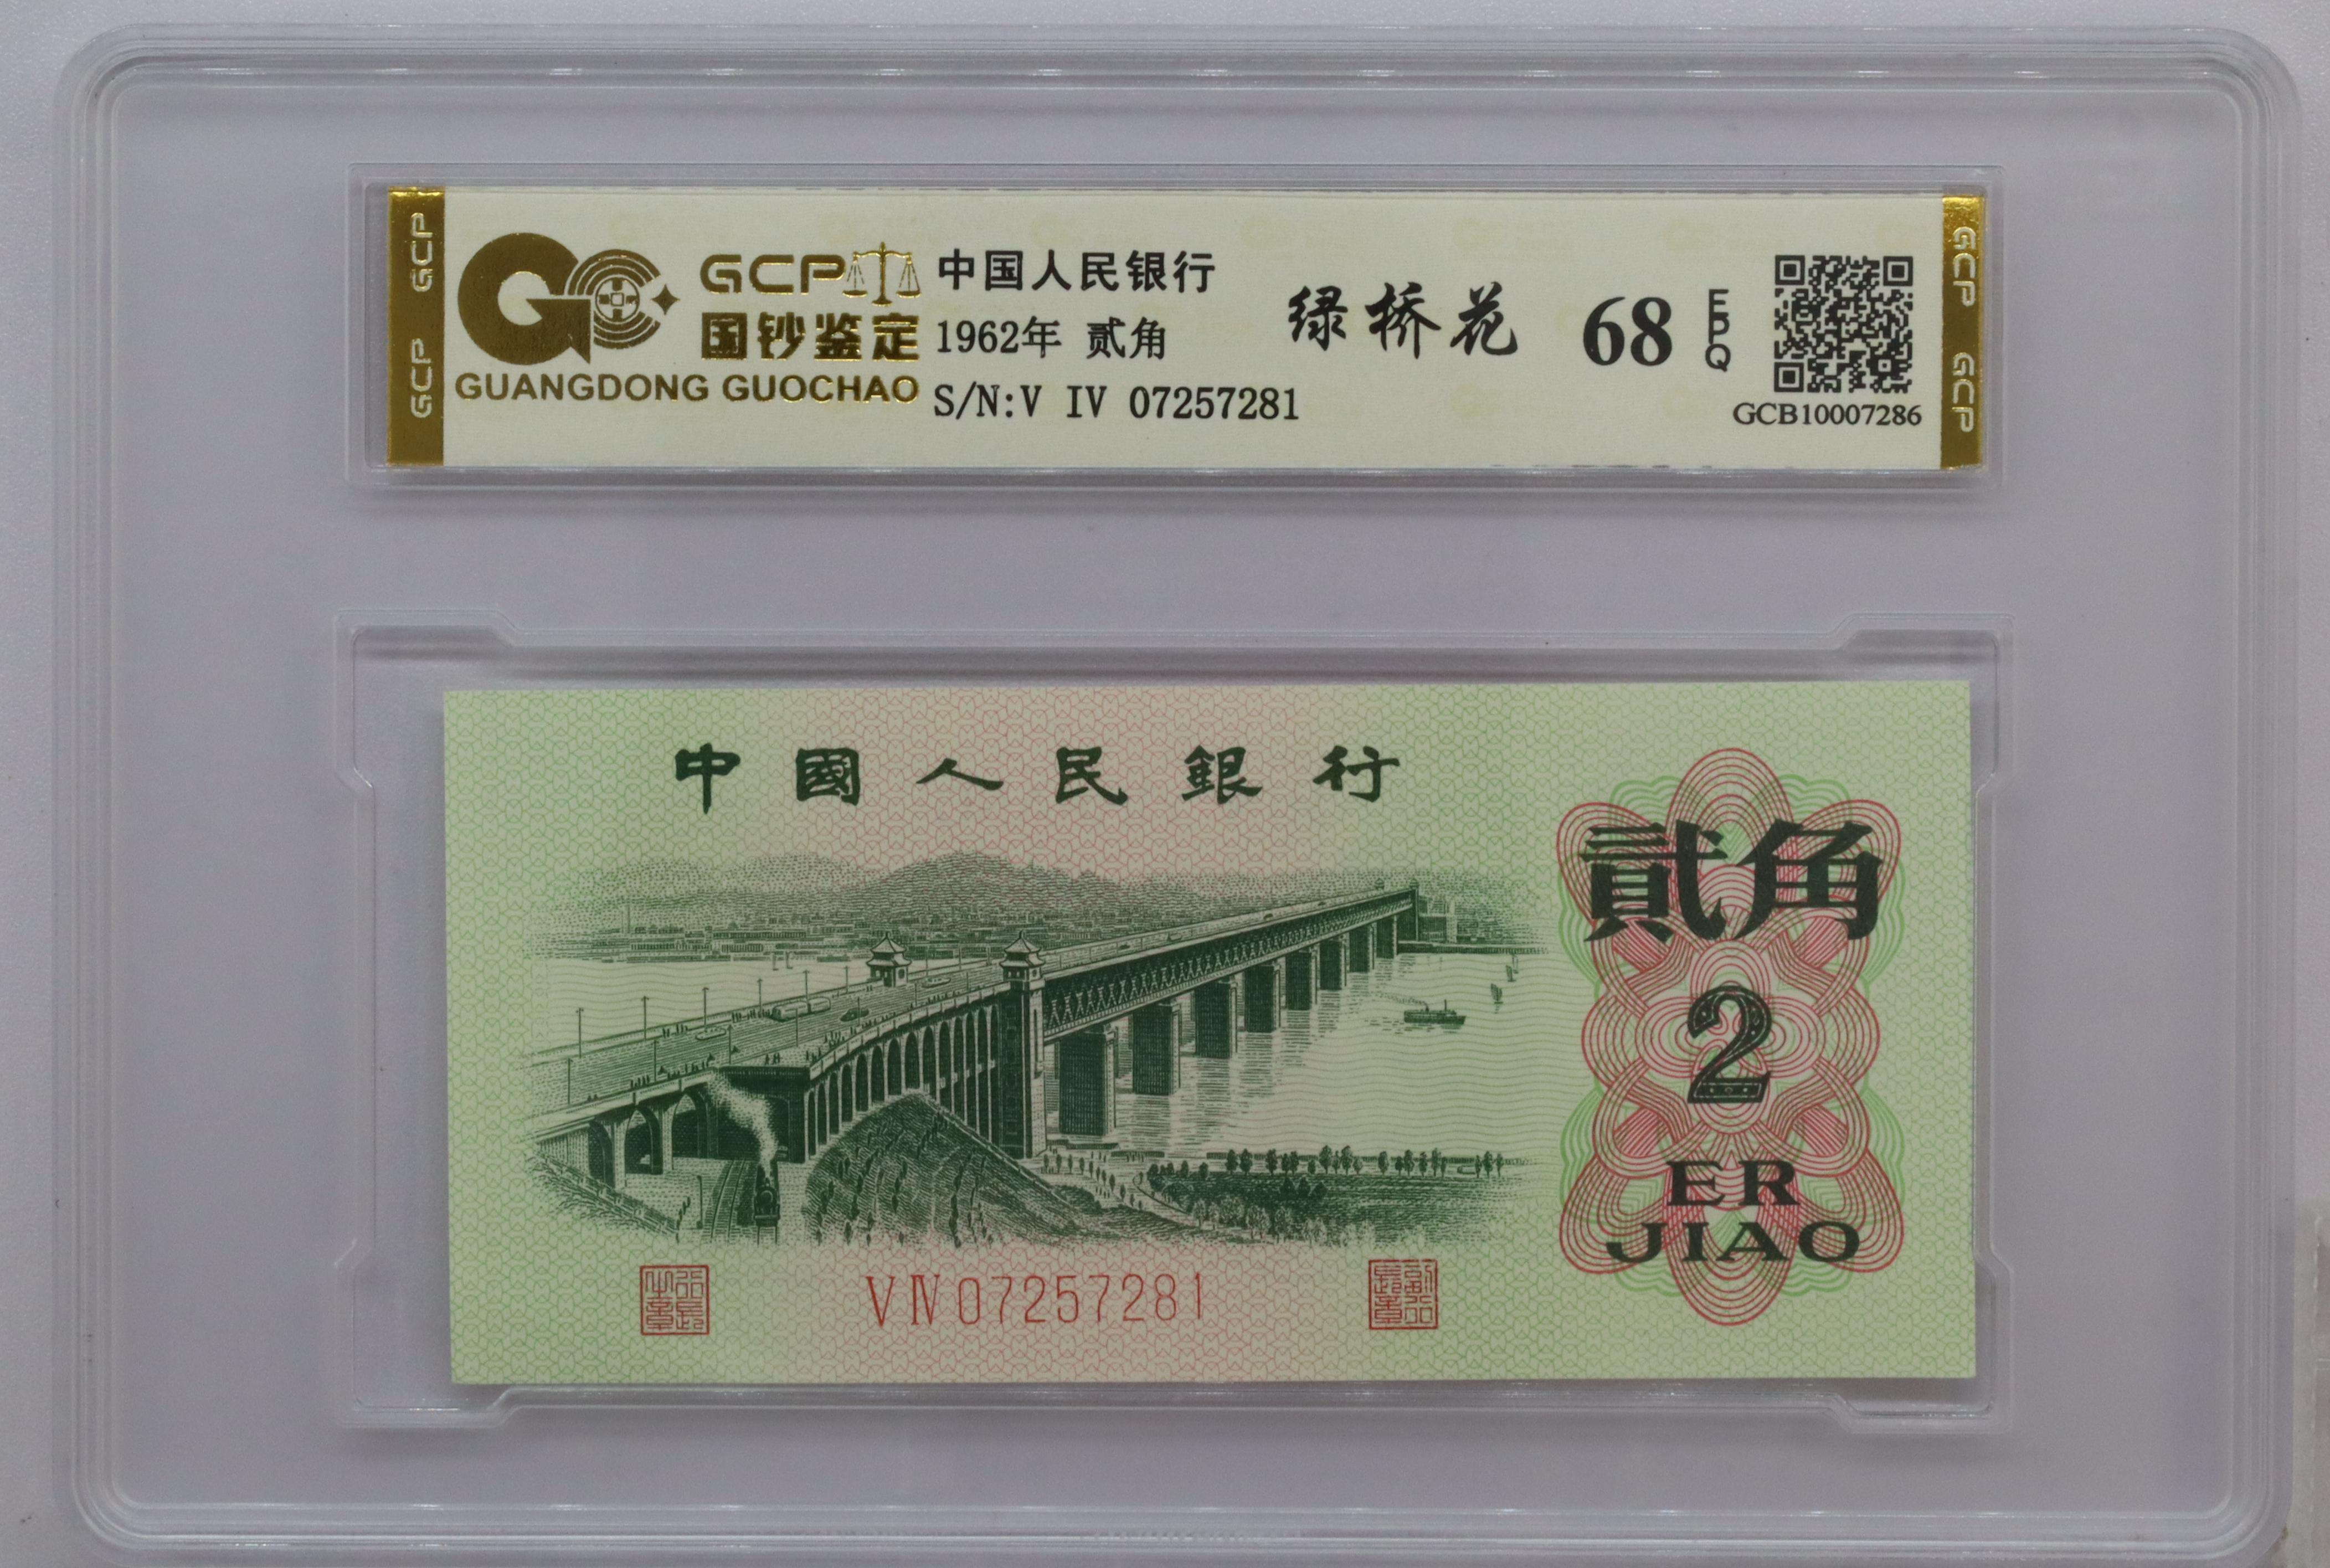 GCP
GCP
GCP
国钞鉴定
GUANGDONG GUOCHAO
中国人民银行
1962年 贰角
S/N:V IV 07257281
绿桥花
68
EPQ
GCB10007286
GCP
GCP
中國人民銀行
貳角
2
ER
JIAO
V IV 07257281